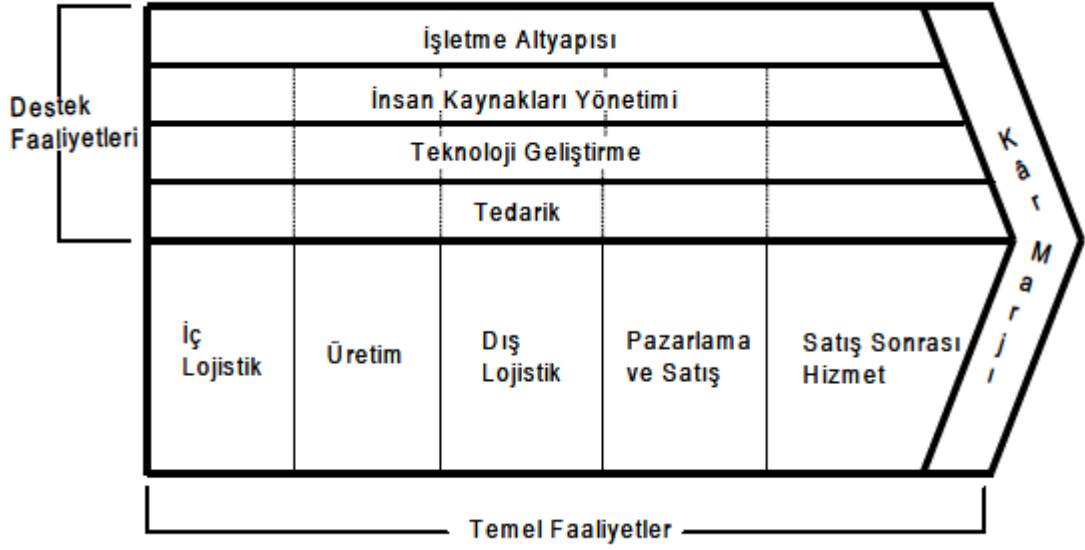 İşletme Altyapısı
İnsan Kaynakları Yönetimi
Destek
Faaliyetleri
Teknoloji Geliştirme
Tedarik
Kâr Marjı
İç
Lojistik
Üretim
Dış
Lojistik
Pazarlama
ve Satış
Satış Sonrası
Hizmet
Temel Faaliyetler